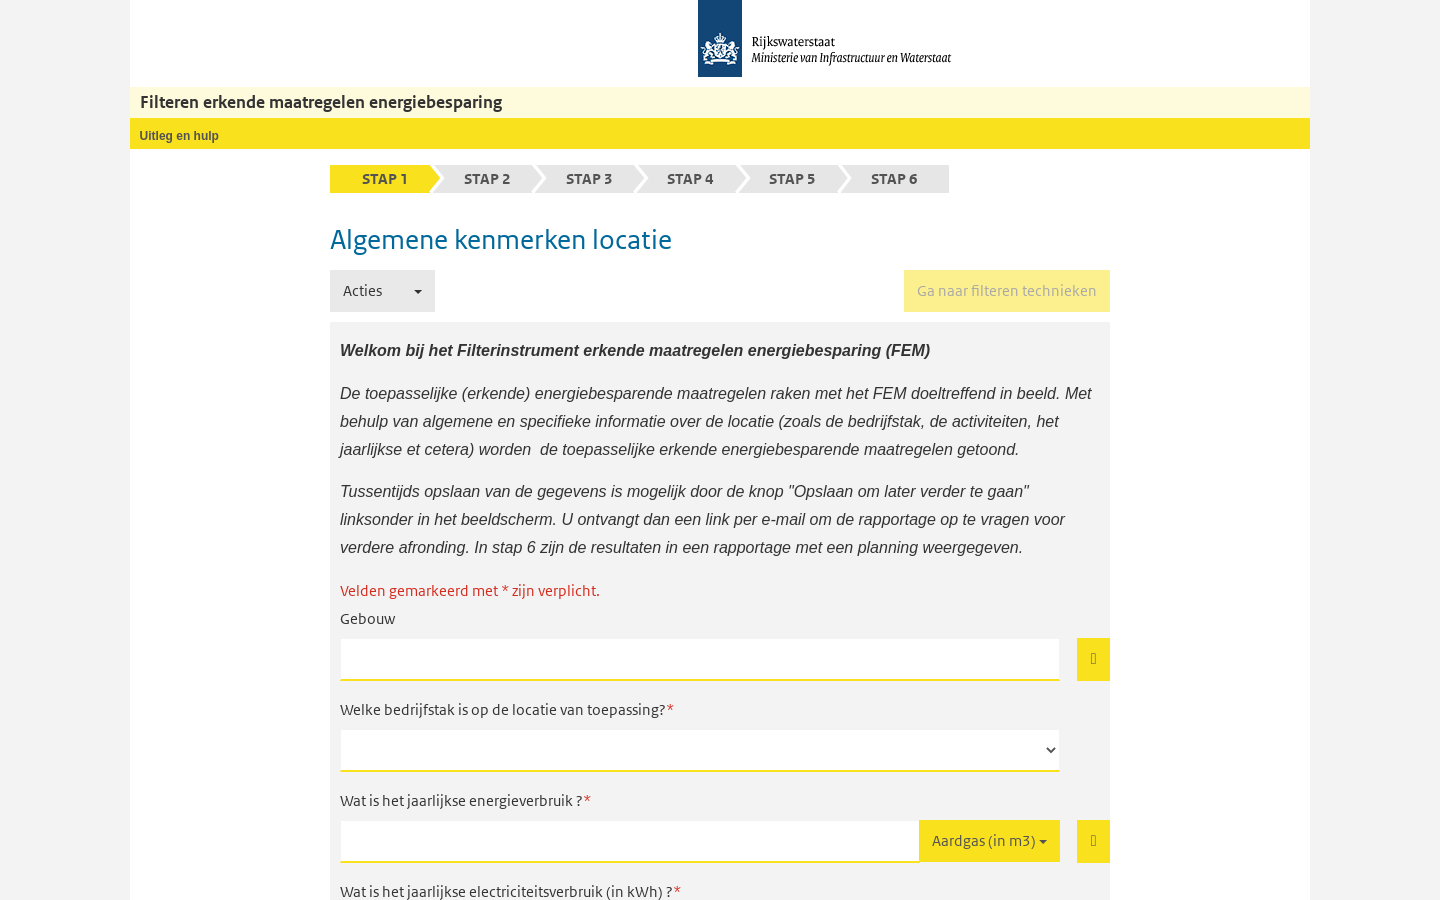 Rijkswaterstaat
Ministerie van Infrastructuur en Waterstaat
Filteren erkende maatregelen energiebesparing
Uitleg en hulp
STAP 1 STAP 2 STAP 3 STAP 4 STAP 5 STAP 6
Algemene kenmerken locatie
Acties
Ga naar filteren technieken
Welkom bij het Filterinstrument erkende maatregelen energiebesparing (FEM)
De toepasselijke (erkende) energiebesparende maatregelen raken met het FEM doeltreffend in beeld. Met
behulp van algemene en specifieke informatie over de locatie (zoals de bedrijfstak, de activiteiten, het
jaarlijkse et cetera) worden  de toepasselijke erkende energiebesparende maatregelen getoond.
Tussentijds opslaan van de gegevens is mogelijk door de knop "Opslaan om later verder te gaan"
linksonder in het beeldscherm. U ontvangt dan een link per e-mail om de rapportage op te vragen voor
verdere afronding. In stap 6 zijn de resultaten in een rapportage met een planning weergegeven.
Velden gemarkeerd met * zijn verplicht.
Gebouw
Welke bedrijfstak is op de locatie van toepassing?*
Wat is het jaarlijkse energieverbruik ?*
Aardgas (in m3)
Wat is het jaarlijkse electriciteitsverbruik (in kWh) ?*